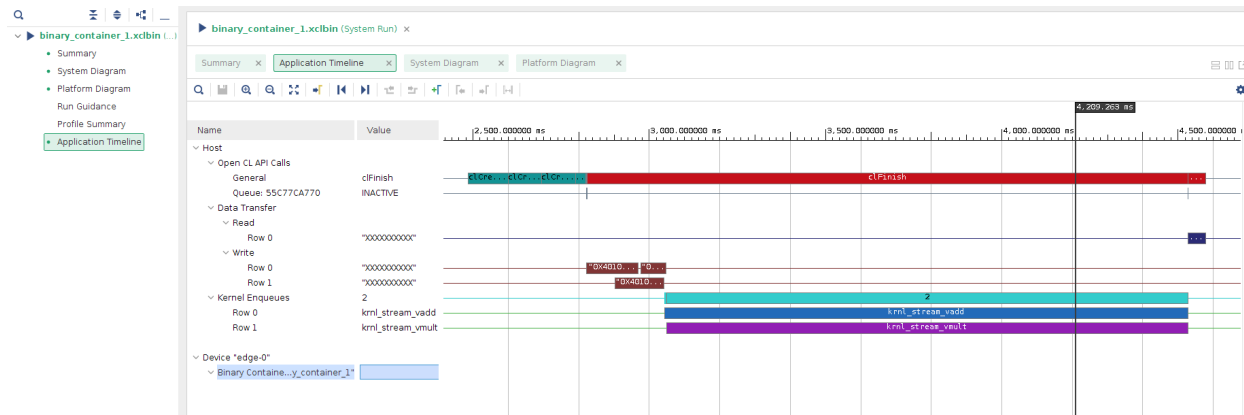 binary_container_1.xclbin (...)
Summary
System Diagram
Platform Diagram
Run Guidance
Profile Summary
Application Timeline
binary_container_1.xclbin (System Run)
Summary Application Timeline System Diagram Platform Diagram
4,209.263 ms
Name Value
2,500.000000 ms 3,000.000000 ms 3,500.000000 ms 4,000.000000 ms 4,500.000000
Host
Open CL API Calls
General clFinish clCre... clCr... clCr... clFinish ...
Queue: 55C77CA770 INACTIVE
Data Transfer
Read
Row 0 "XXXXXXXXXX" ...
Write
Row 0 "XXXXXXXXXX" "0X4010... "0...
Row 1 "XXXXXXXXXX" "0X4010...
Kernel Enqueues 2 2
Row 0 krnl_stream_vadd krnl_stream_vadd
Row 1 krnl_stream_vmult krnl_stream_vmult
Device "edge-0"
Binary Containe...y_container_1"